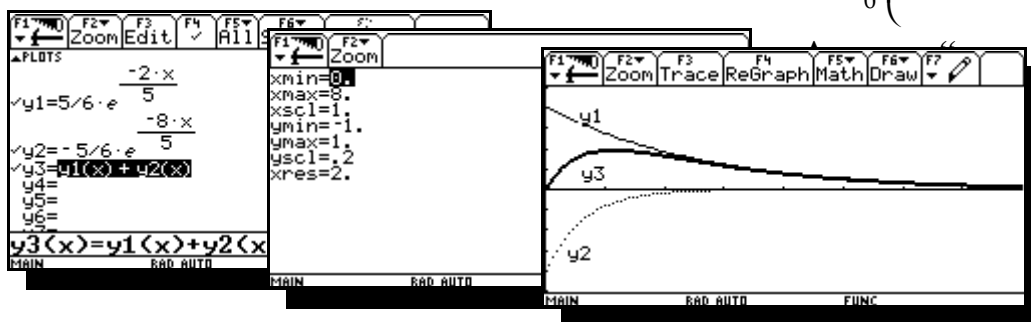 6 (
F1 F2 F3 F4 F5 F6
Zoom Edit ✓ All
▲PLOTS
✓y1=5/6·e^(-2·x/5)
✓y2=-5/6·e^(-8·x/5)
✓y3=y1(x)+y2(x)
y4=
y5=
y6=
y3(x)=y1(x)+y2(x
MAIN RAD AUTO
F1 F2
Zoom
xmin=0.
xmax=8.
xscl=1.
ymin=-1.
ymax=1.
yscl=.2
xres=2.
MAIN RAD AUTO
F1 F2 F3 F4 F5 F6 F7
Zoom Trace ReGraph Math Draw
y1
y3
y2
MAIN RAD AUTO FUNC